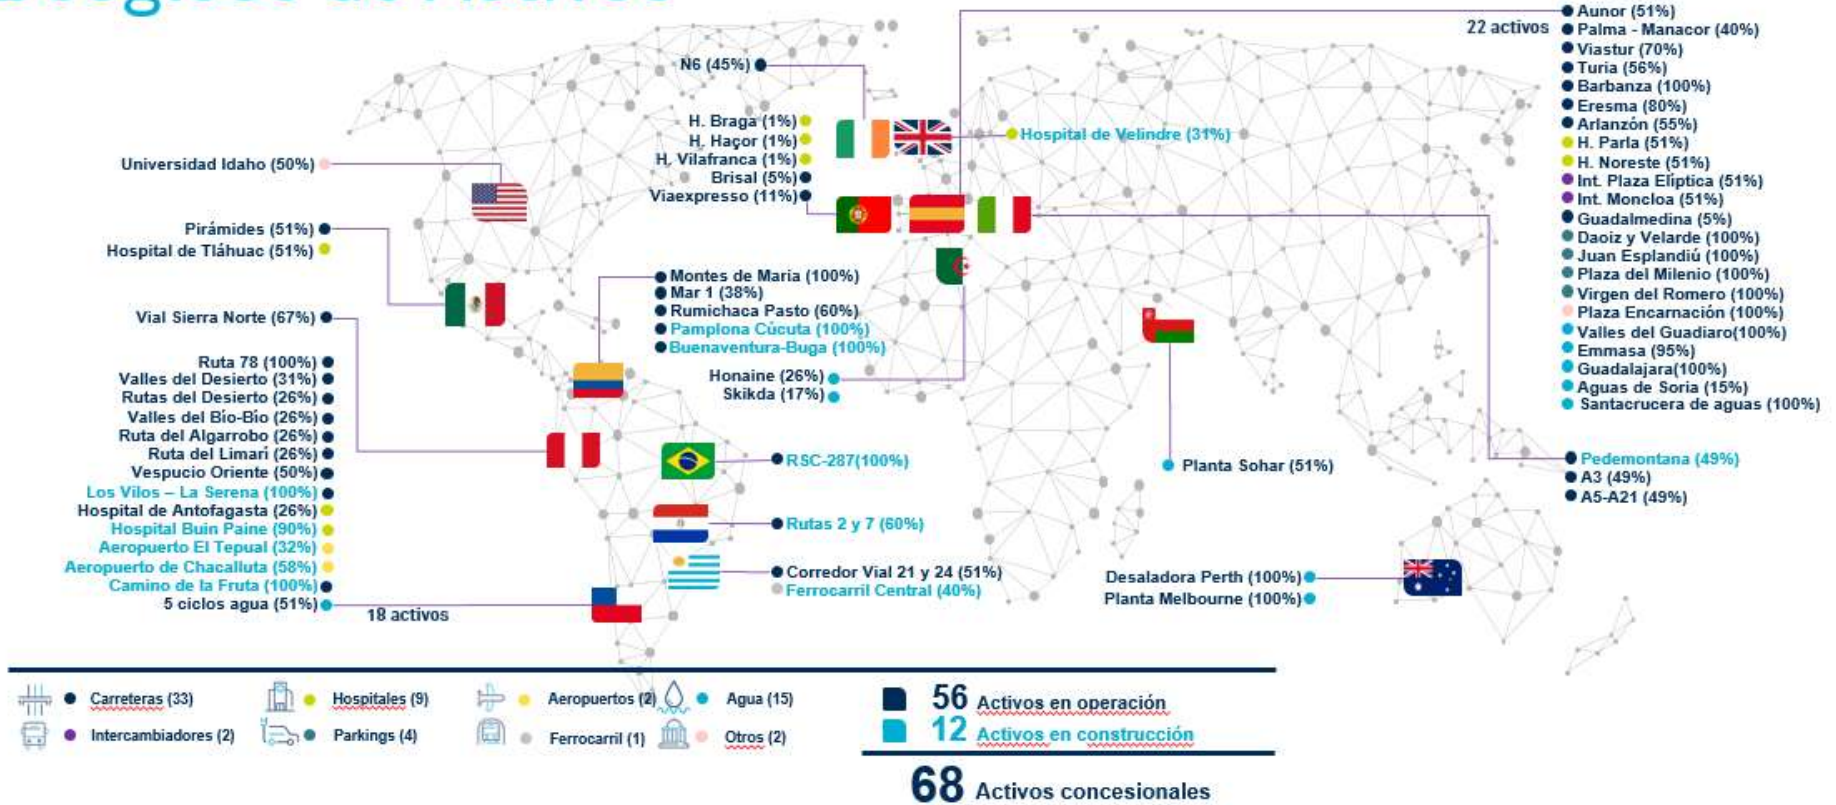 22 activos
Aunor (51%)
Palma - Manacor (40%)
Viastur (70%)
Turia (56%)
Barbanza (100%)
Eresma (80%)
Arlanzón (55%)
H. Parla (51%)
H. Noreste (51%)
Int. Plaza Elíptica (51%)
Int. Moncloa (51%)
Guadalmedina (5%)
Daoiz y Velarde (100%)
Juan Esplandiú (100%)
Plaza del Milenio (100%)
Virgen del Romero (100%)
Plaza Encarnación (100%)
Valles del Guadiaro(100%)
Emmasa (95%)
Guadalajara(100%)
Aguas de Soria (15%)
Santacrucera de aguas (100%)
N6 (45%)
H. Braga (1%)
H. Haçor (1%)
H. Vilafranca (1%)
Brisal (5%)
Viaexpresso (11%)
Hospital de Velindre (31%)
Universidad Idaho (50%)
Pirámides (51%)
Hospital de Tláhuac (51%)
Montes de Maria (100%)
Mar 1 (38%)
Rumichaca Pasto (60%)
Pamplona Cúcuta (100%)
Buenaventura-Buga (100%)
Honaine (26%)
Skikda (17%)
Vial Sierra Norte (67%)
Ruta 78 (100%)
Valles del Desierto (31%)
Rutas del Desierto (26%)
Valles del Bío-Bío (26%)
Ruta del Algarrobo (26%)
Ruta del Limarí (26%)
Vespucio Oriente (50%)
Los Vilos – La Serena (100%)
Hospital de Antofagasta (26%)
Hospital Buin Paine (90%)
Aeropuerto El Tepual (32%)
Aeropuerto de Chacalluta (58%)
Camino de la Fruta (100%)
5 ciclos agua (51%)
18 activos
RSC-287(100%)
Rutas 2 y 7 (60%)
Corredor Vial 21 y 24 (51%)
Ferrocarril Central (40%)
Planta Sohar (51%)
Pedemontana (49%)
A3 (49%)
A5-A21 (49%)
Desaladora Perth (100%)
Planta Melbourne (100%)
Carreteras (33)
Hospitales (9)
Aeropuertos (2)
Agua (15)
Intercambiadores (2)
Parkings (4)
Ferrocarril (1)
Otros (2)
56 Activos en operación
12 Activos en construcción
68 Activos concesionales